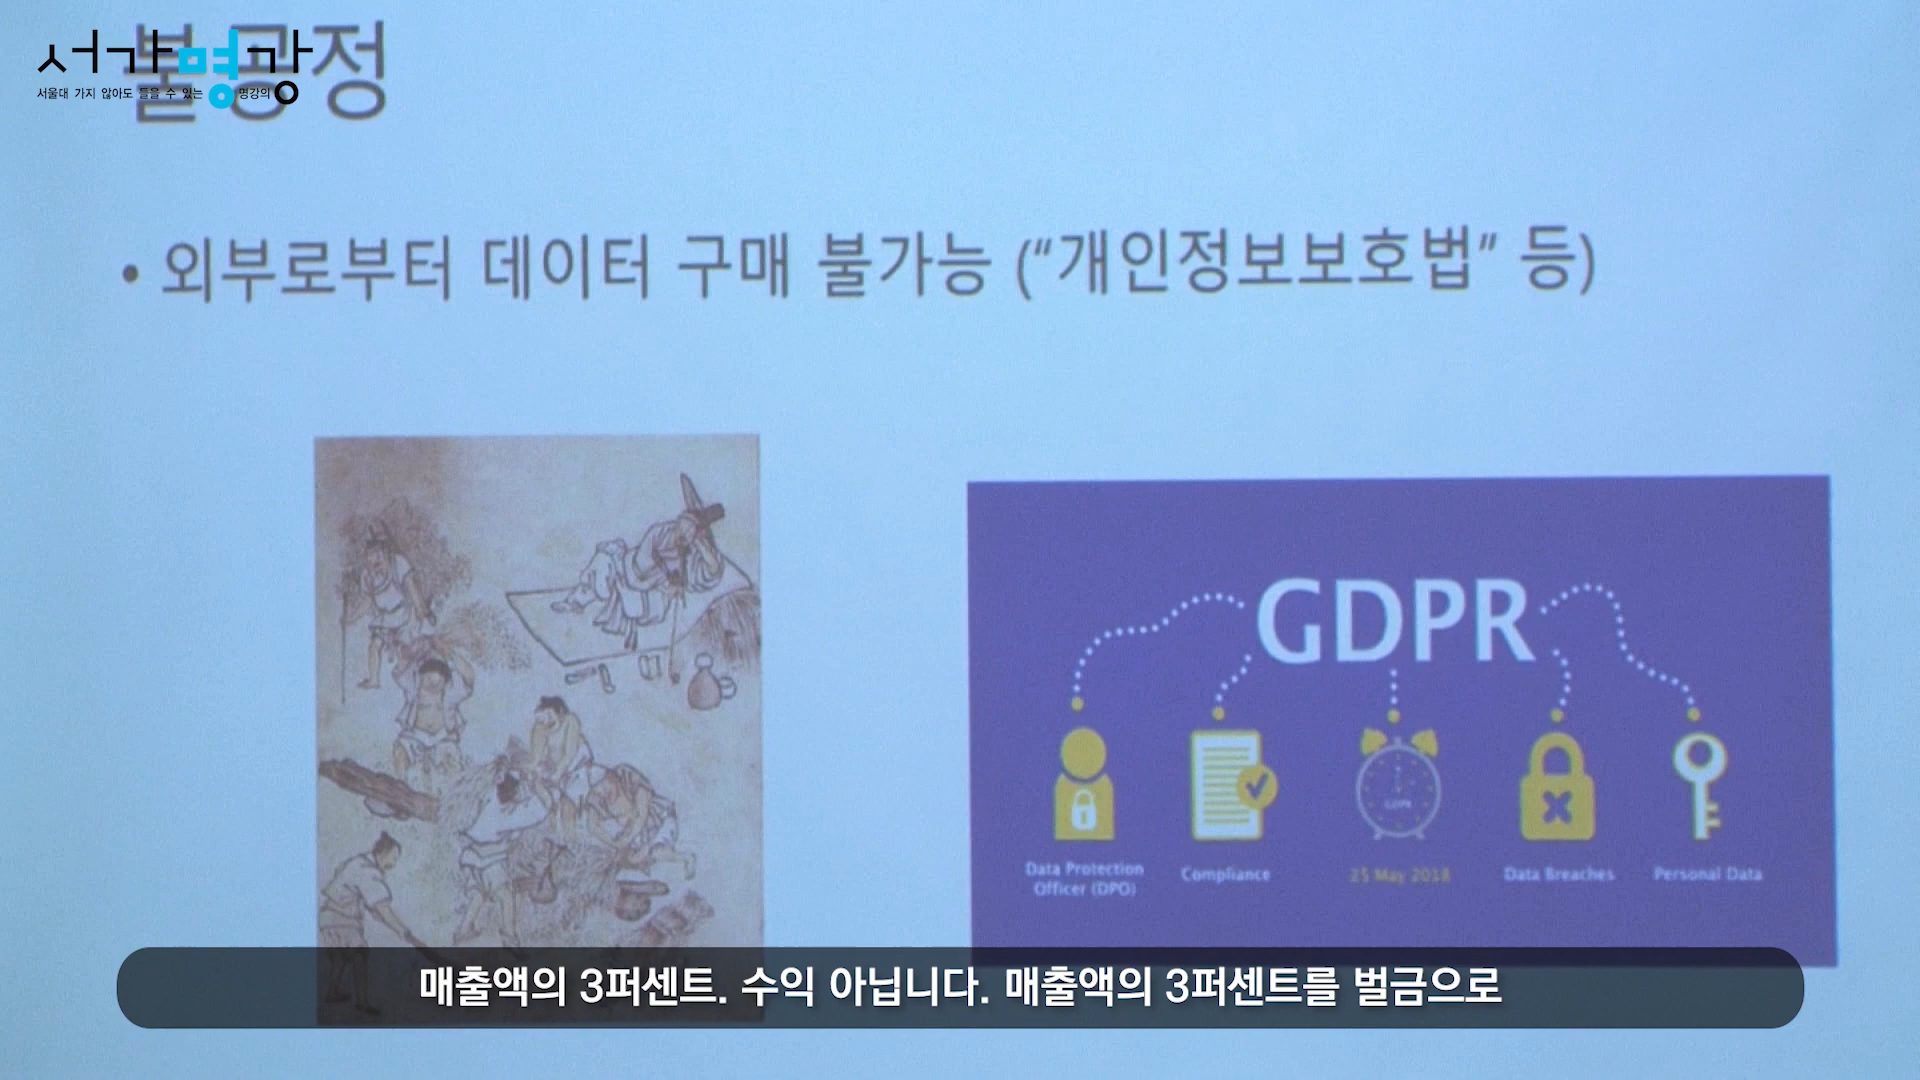 불공정
서가명강
서울대 가지 않아도 들을 수 있는 명강의
• 외부로부터 데이터 구매 불가능 (“개인정보보호법” 등)
GDPR
Data Protection
Officer (DPO)
Compliance
25 May 2018
Data Breaches
Personal Data
매출액의 3퍼센트. 수익 아닙니다. 매출액의 3퍼센트를 벌금으로